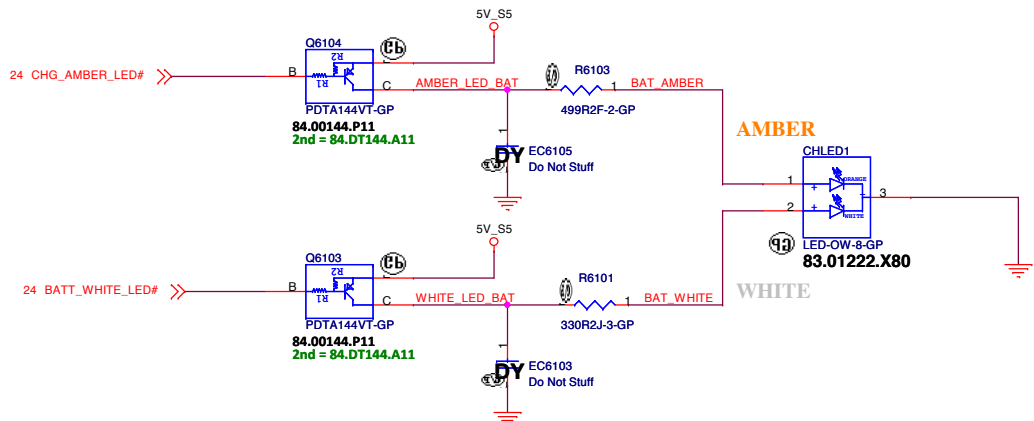 5V_S5
Q6104
R2
R1
B
E
C
24 CHG_AMBER_LED#
AMBER_LED_BAT
R6103
1
BAT_AMBER
PDTA144VT-GP
499R2F-2-GP
84.00144.P11
2nd = 84.DT144.A11
AMBER
1
EC6105
DY
Do Not Stuff
CHLED1
1
ORANGE
3
2
WHITE
LED-OW-8-GP
83.01222.X80
5V_S5
Q6103
R2
R1
B
E
C
24 BATT_WHITE_LED#
WHITE_LED_BAT
R6101
1
BAT_WHITE
WHITE
PDTA144VT-GP
330R2J-3-GP
84.00144.P11
2nd = 84.DT144.A11
1
EC6103
DY
Do Not Stuff